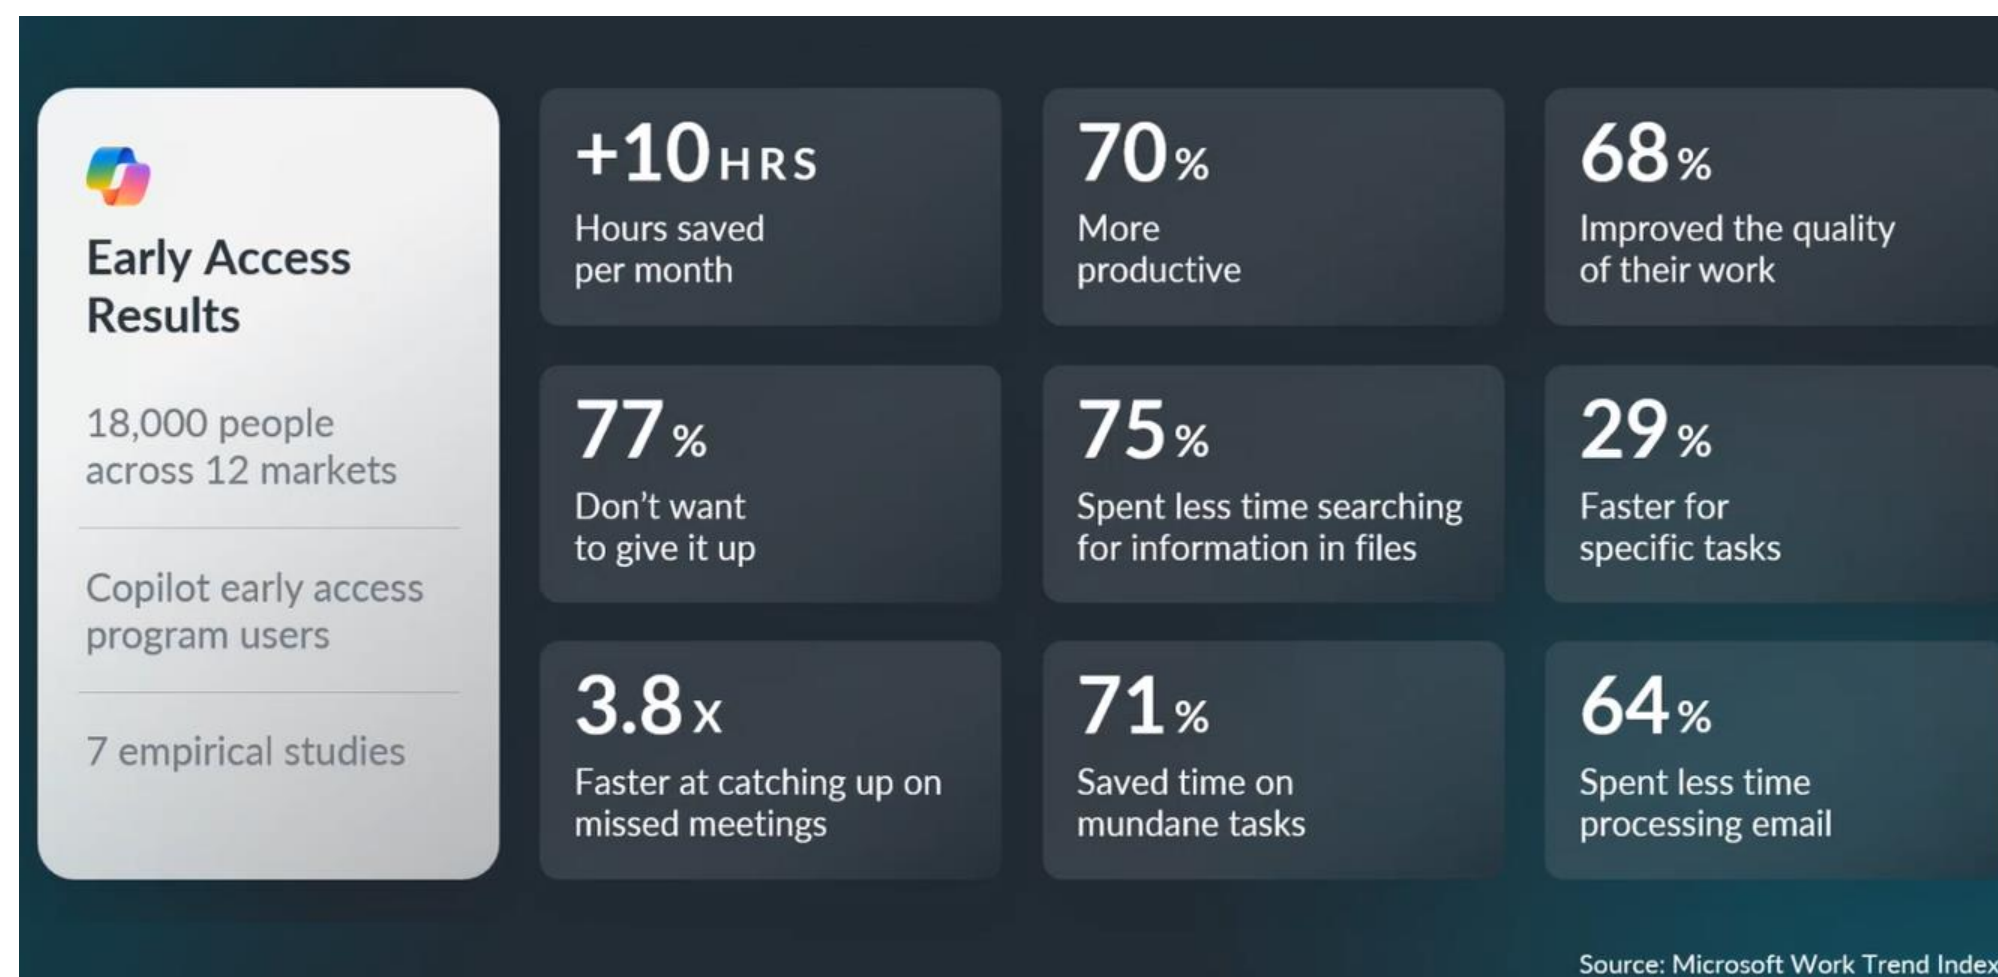 Early Access
Results
18,000 people
across 12 markets
Copilot early access
program users
7 empirical studies
+10 HRS
Hours saved
per month
70%
More
productive
68%
Improved the quality
of their work
77%
Don't want
to give it up
75%
Spent less time searching
for information in files
29%
Faster for
specific tasks
3.8x
Faster at catching up on
missed meetings
71%
Saved time on
mundane tasks
64%
Spent less time
processing email
Source: Microsoft Work Trend Index